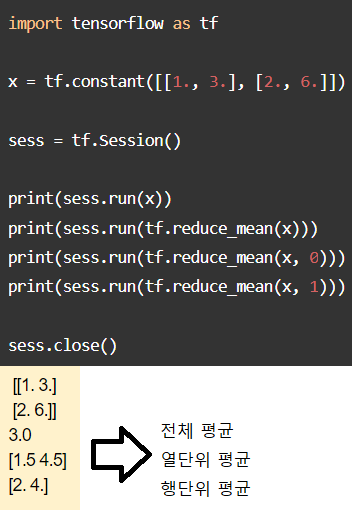 import tensorflow as tf
x = tf.constant([[1., 3.], [2., 6.]])
sess = tf.Session()
print(sess.run(x))
print(sess.run(tf.reduce_mean(x)))
print(sess.run(tf.reduce_mean(x, 0)))
print(sess.run(tf.reduce_mean(x, 1)))
sess.close()
[[1. 3.]
[2. 6.]]
3.0
[1.5 4.5]
[2. 4.]
전체 평균
열단위 평균
행단위 평균